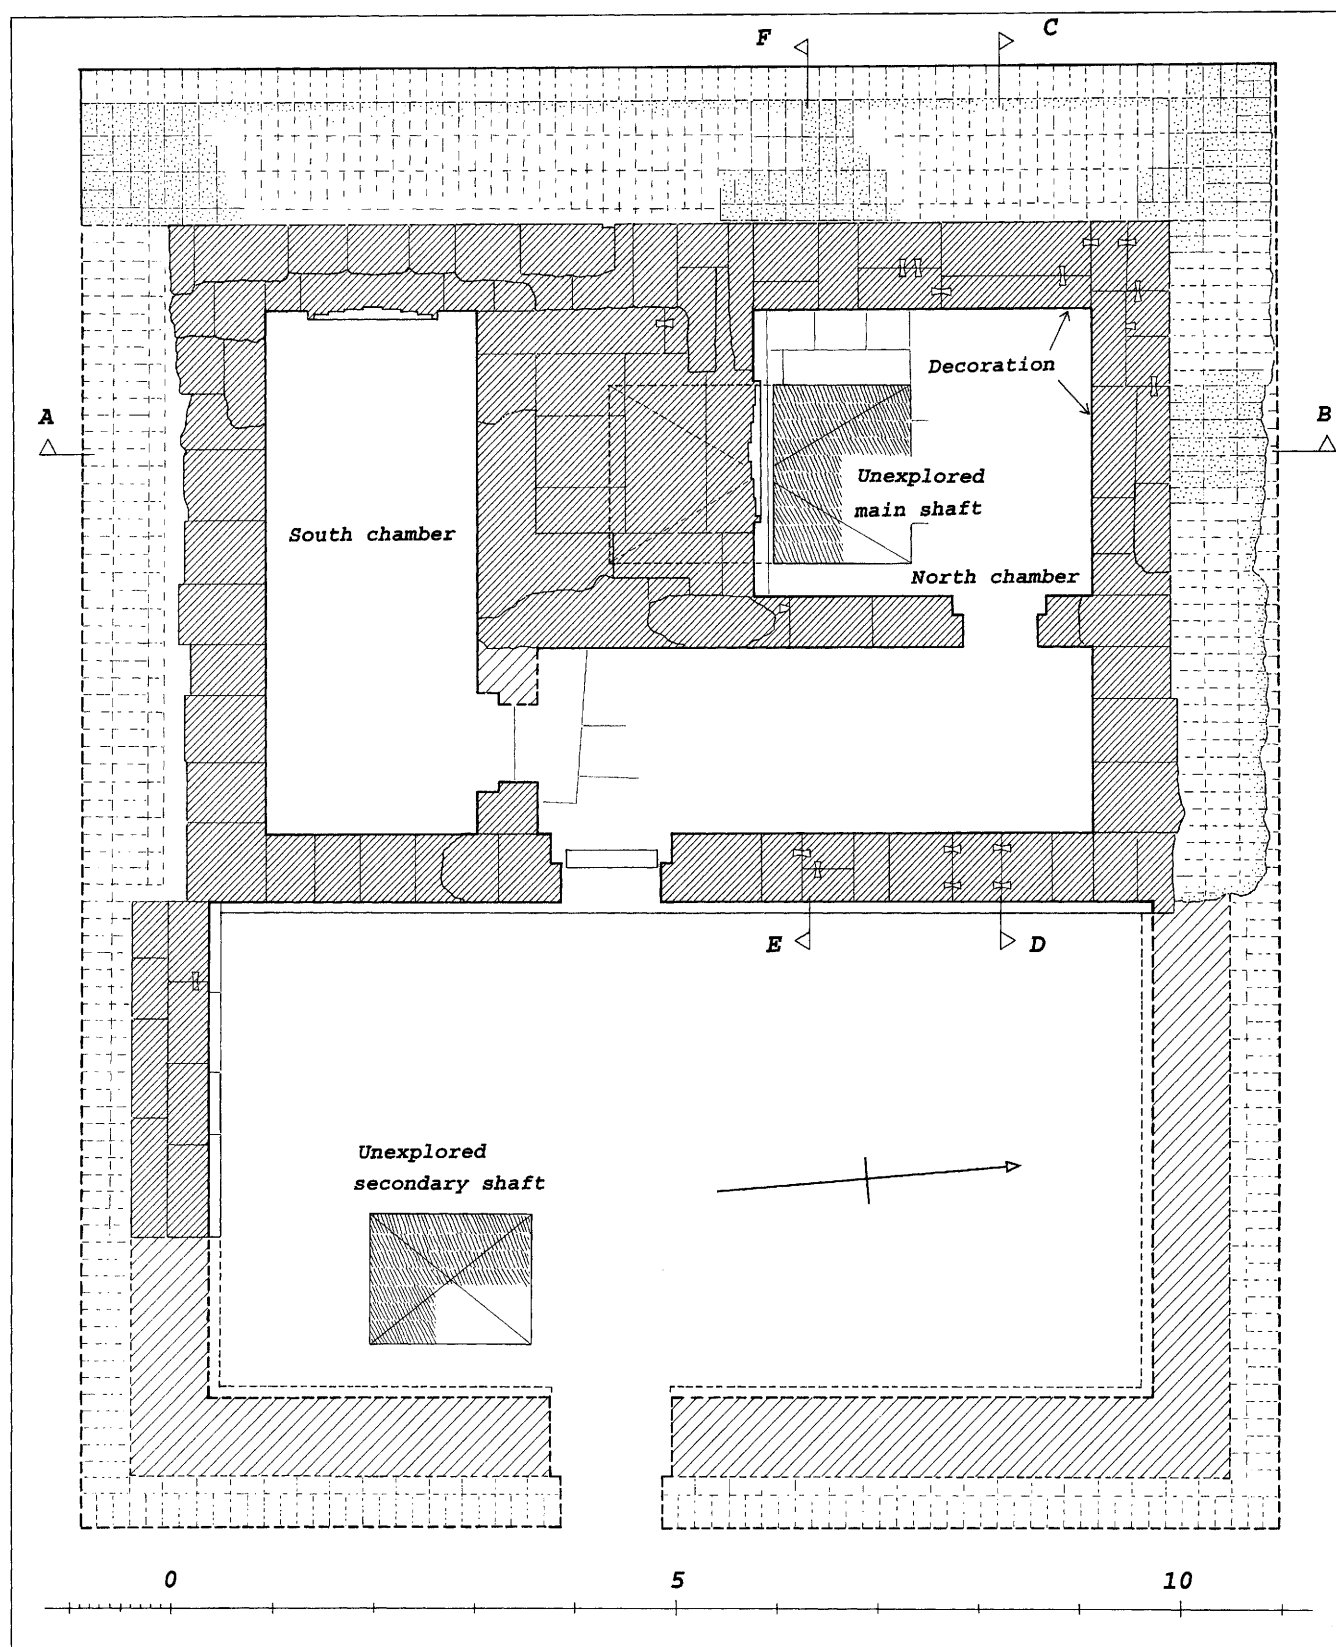 F C
Decoration
A B
Unexplored
main shaft
South chamber
North chamber
E D
Unexplored
secondary shaft
0 5 10